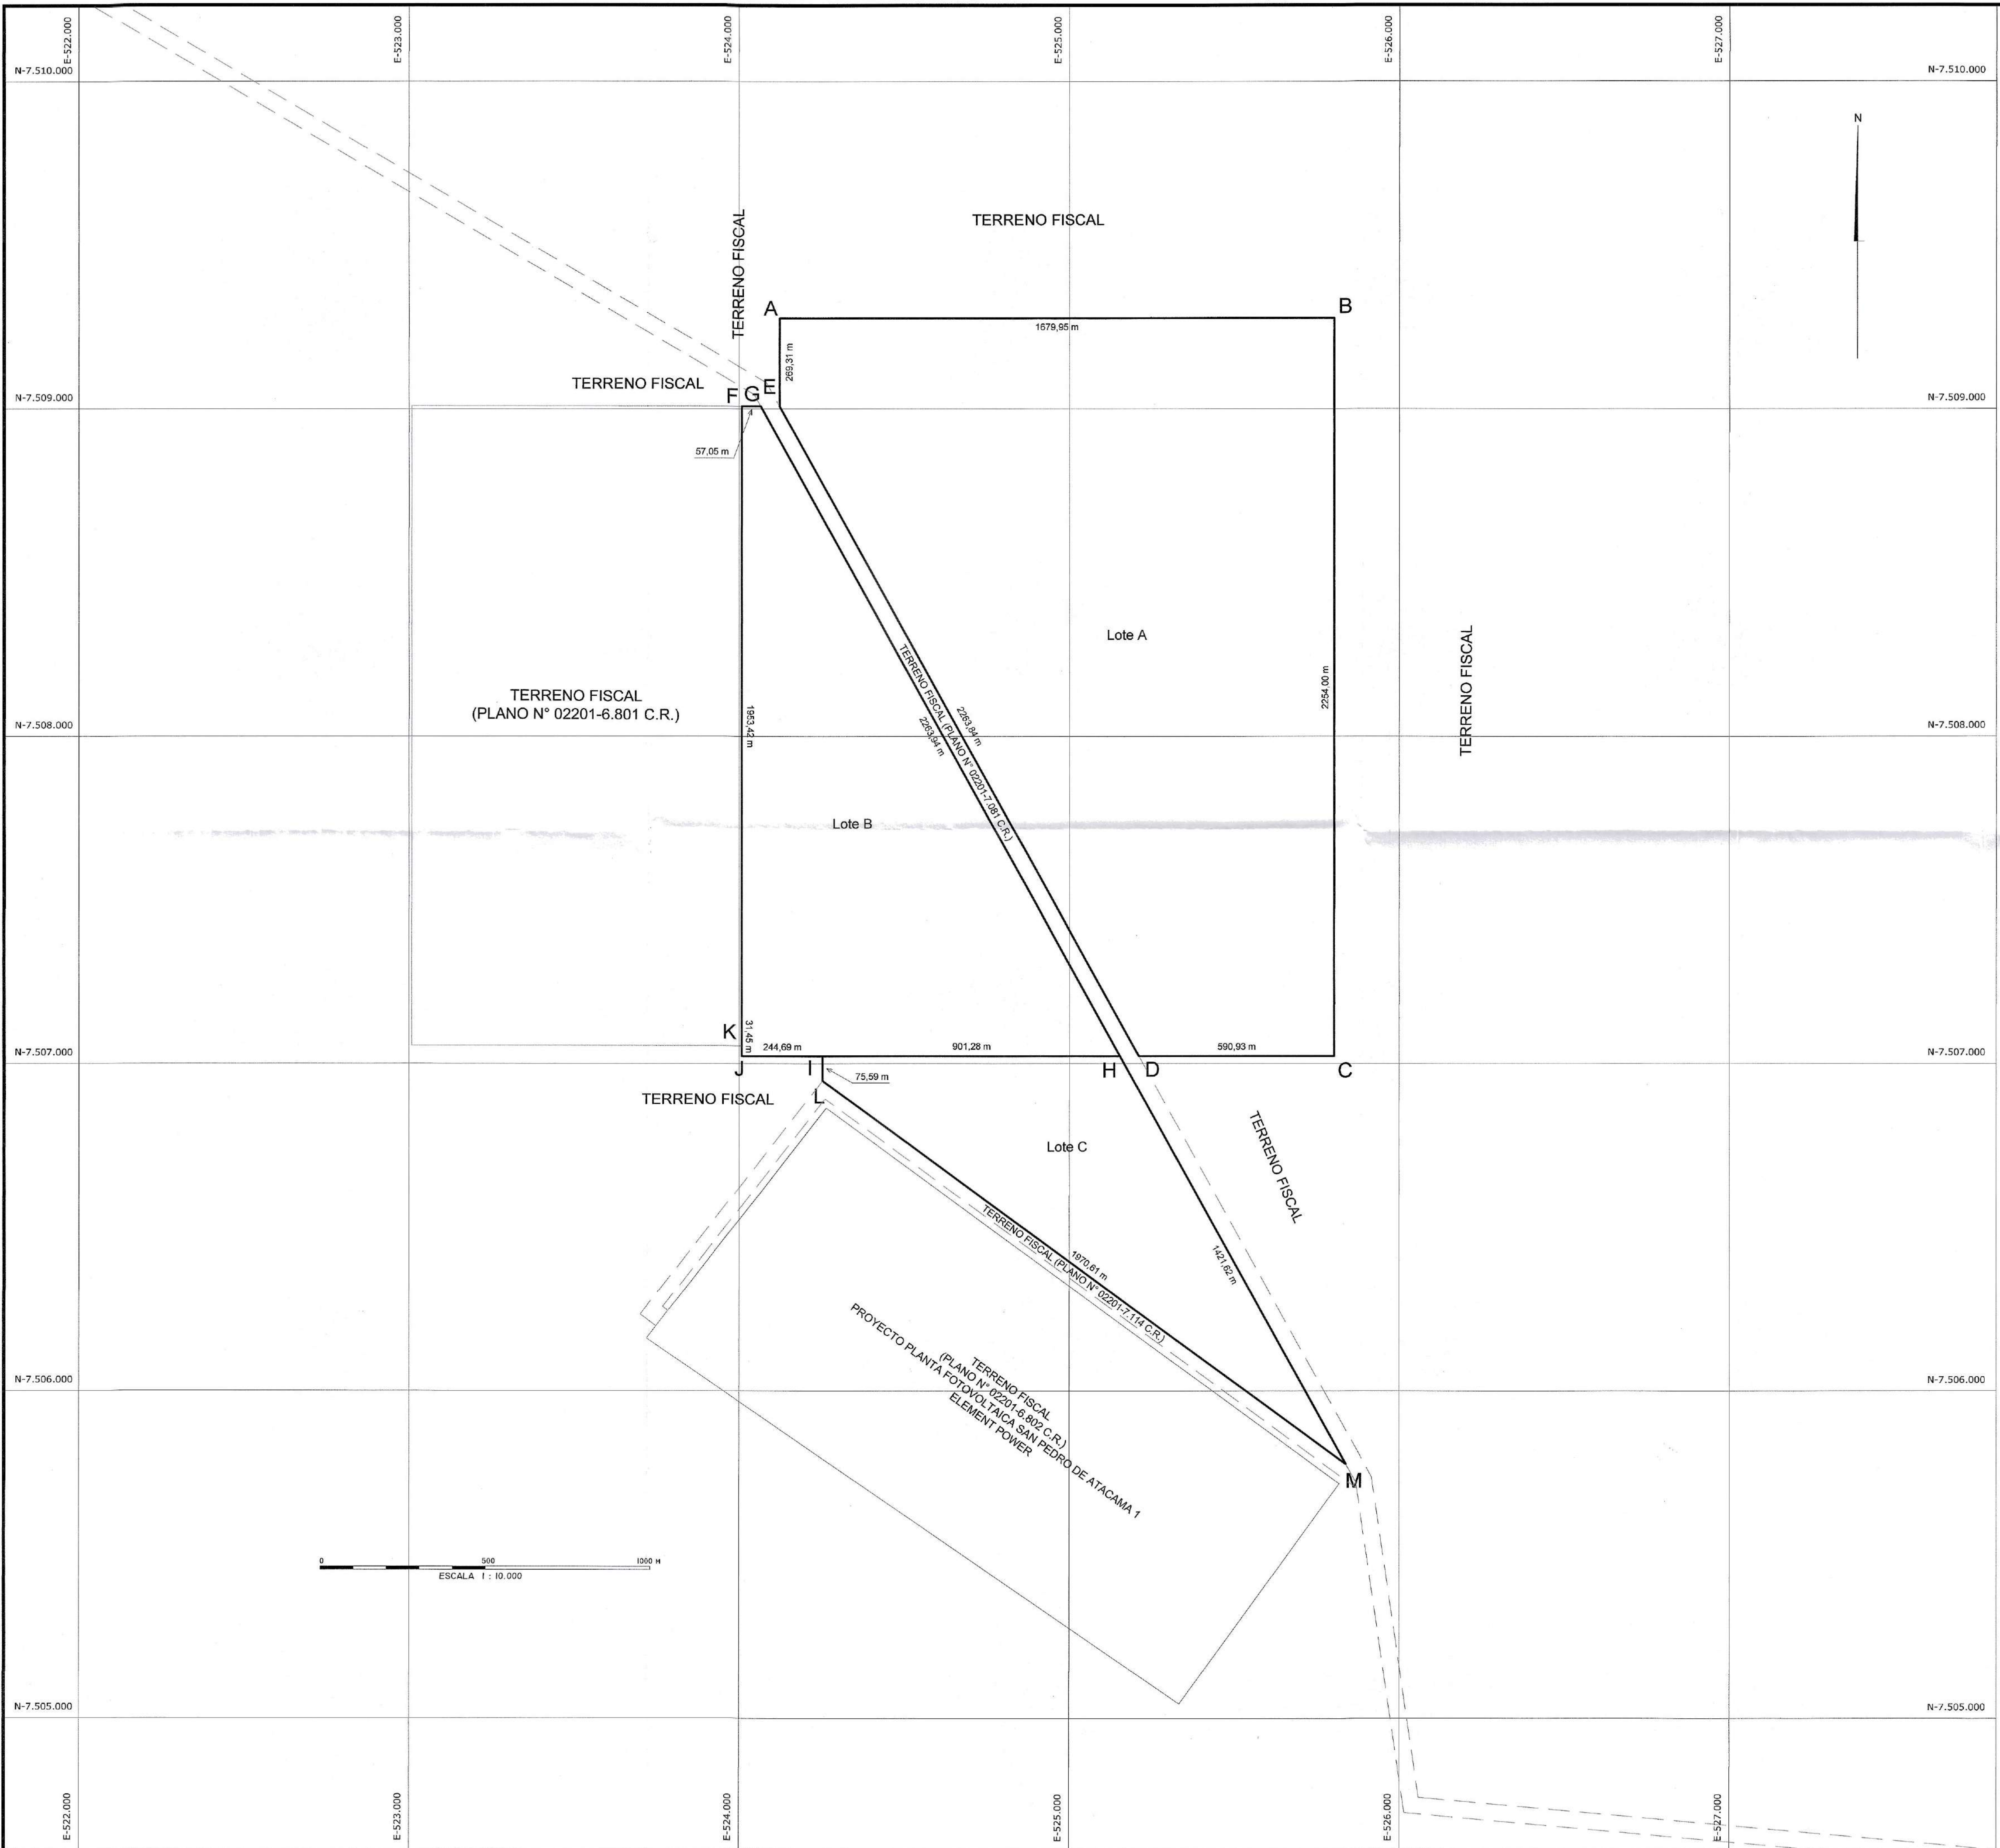 E-522.000
E-523.000
E-524.000
E-525.000
E-526.000
E-527.000
N-7.510.000
N-7.510.000
N
TERRENO FISCAL
TERRENO FISCAL
A
B
1679,95 m
269,31 m
TERRENO FISCAL
F
G
E
N-7.509.000
N-7.509.000
57,05 m
Lote A
TERRENO FISCAL
2254,00 m
TERRENO FISCAL
(PLANO N° 02201-6.801 C.R.)
1953,42 m
TERRENO FISCAL (PLANO N° 02201-7.081 C.R.)
2263,84 m
2263,94 m
N-7.508.000
N-7.508.000
Lote B
K
31,45 m
244,69 m
901,28 m
590,93 m
N-7.507.000
N-7.507.000
J
I
H
D
C
75,59 m
L
TERRENO FISCAL
Lote C
TERRENO FISCAL
TERRENO FISCAL (PLANO N° 02201-7.114 C.R.)
1970,61 m
1421,62 m
TERRENO FISCAL
(PLANO N° 02201-6.802 C.R.)
PROYECTO PLANTA FOTOVOLTAICA SAN PEDRO DE ATACAMA 1
ELEMENT POWER
N-7.506.000
N-7.506.000
M
0 500 1000 M
ESCALA 1 : 10.000
N-7.505.000
N-7.505.000
E-522.000
E-523.000
E-524.000
E-525.000
E-526.000
E-527.000